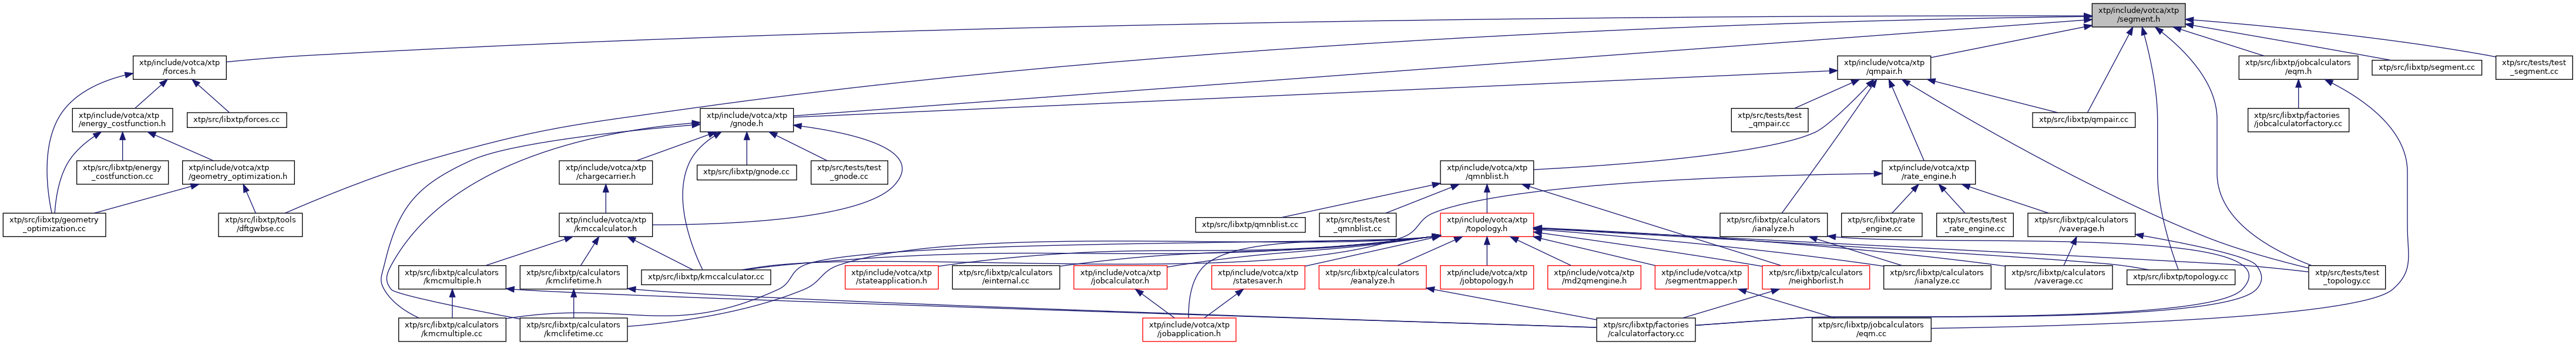 xtp/include/votca/xtp
/segment.h
xtp/include/votca/xtp
/forces.h
xtp/include/votca/xtp
/qmpair.h
xtp/src/libxtp/jobcalculators
/eqm.h
xtp/src/libxtp/segment.cc
xtp/src/tests/test
_segment.cc
xtp/include/votca/xtp
/energy_costfunction.h
xtp/src/libxtp/forces.cc
xtp/include/votca/xtp
/gnode.h
xtp/src/tests/test
_qmpair.cc
xtp/src/libxtp/qmpair.cc
xtp/src/libxtp/factories
/jobcalculatorfactory.cc
xtp/src/libxtp/energy
_costfunction.cc
xtp/include/votca/xtp
/geometry_optimization.h
xtp/include/votca/xtp
/chargecarrier.h
xtp/src/libxtp/gnode.cc
xtp/src/tests/test
_gnode.cc
xtp/include/votca/xtp
/qmnblist.h
xtp/include/votca/xtp
/rate_engine.h
xtp/src/libxtp/geometry
_optimization.cc
xtp/src/libxtp/tools
/dftgwbse.cc
xtp/include/votca/xtp
/kmccalculator.h
xtp/src/libxtp/qmnblist.cc
xtp/src/tests/test
_qmnblist.cc
xtp/include/votca/xtp
/topology.h
xtp/src/libxtp/calculators
/ianalyze.h
xtp/src/libxtp/rate
_engine.cc
xtp/src/tests/test
_rate_engine.cc
xtp/src/libxtp/calculators
/vaverage.h
xtp/src/libxtp/calculators
/kmcmultiple.h
xtp/src/libxtp/calculators
/kmclifetime.h
xtp/src/libxtp/kmccalculator.cc
xtp/include/votca/xtp
/stateapplication.h
xtp/src/libxtp/calculators
/einternal.cc
xtp/include/votca/xtp
/jobcalculator.h
xtp/include/votca/xtp
/statesaver.h
xtp/src/libxtp/calculators
/eanalyze.h
xtp/include/votca/xtp
/jobtopology.h
xtp/include/votca/xtp
/md2qmengine.h
xtp/include/votca/xtp
/segmentmapper.h
xtp/src/libxtp/calculators
/neighborlist.h
xtp/src/libxtp/calculators
/ianalyze.cc
xtp/src/libxtp/calculators
/vaverage.cc
xtp/src/libxtp/topology.cc
xtp/src/tests/test
_topology.cc
xtp/src/libxtp/calculators
/kmcmultiple.cc
xtp/src/libxtp/calculators
/kmclifetime.cc
xtp/include/votca/xtp
/jobapplication.h
xtp/src/libxtp/factories
/calculatorfactory.cc
xtp/src/libxtp/jobcalculators
/eqm.cc